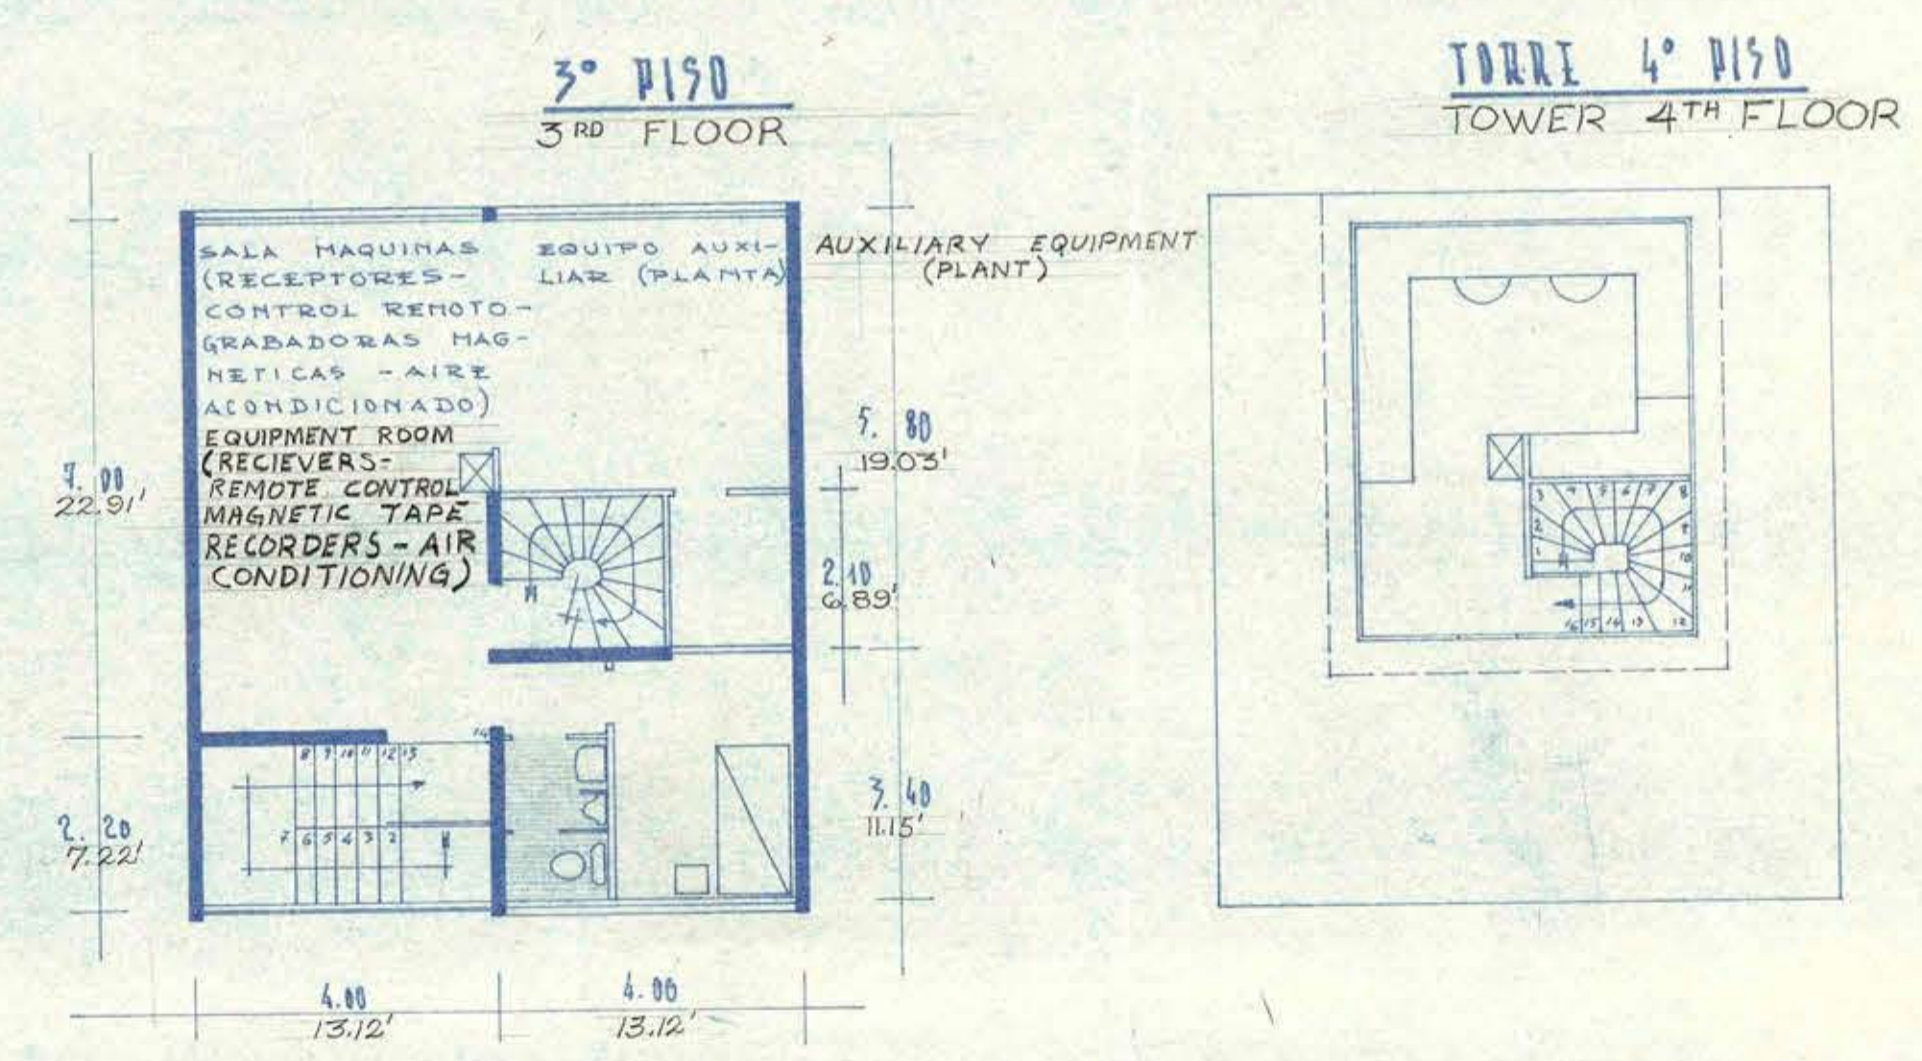 3º PISO
3RD FLOOR
TORRE 4º PISO
TOWER 4TH FLOOR
SALA MAQUINAS
(RECEPTORES-
CONTROL REMOTO-
GRABADORAS MAG-
NETICAS - AIRE
ACONDICIONADO)
EQUIPMENT ROOM
(RECIEVERS-
REMOTE CONTROL
MAGNETIC TAPE
RECORDERS - AIR
CONDITIONING)
EQUIPO AUXI-
LIAR (PLANTA)
AUXILIARY EQUIPMENT
(PLANT)
7.00
22.91'
2.20
7.22'
5.80
19.03'
2.10
6.89'
3.40
11.15'
8 9 10 11 12 13
14
7 6 5 4 3 2
4.00
13.12'
4.00
13.12'
3 4 5 6 7 8
2 9
1 10
11
16 15 14 13 12